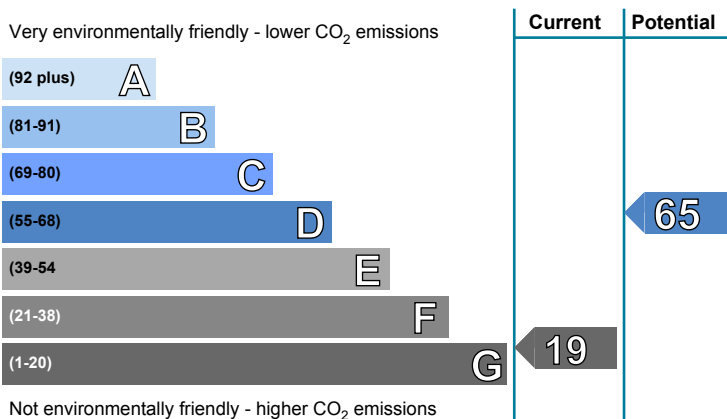 Current Potential
Very environmentally friendly - lower CO2 emissions
(92 plus) A
(81-91) B
(69-80) C
(55-68) D
65
(39-54 E
(21-38) F
(1-20) G
19
Not environmentally friendly - higher CO2 emissions